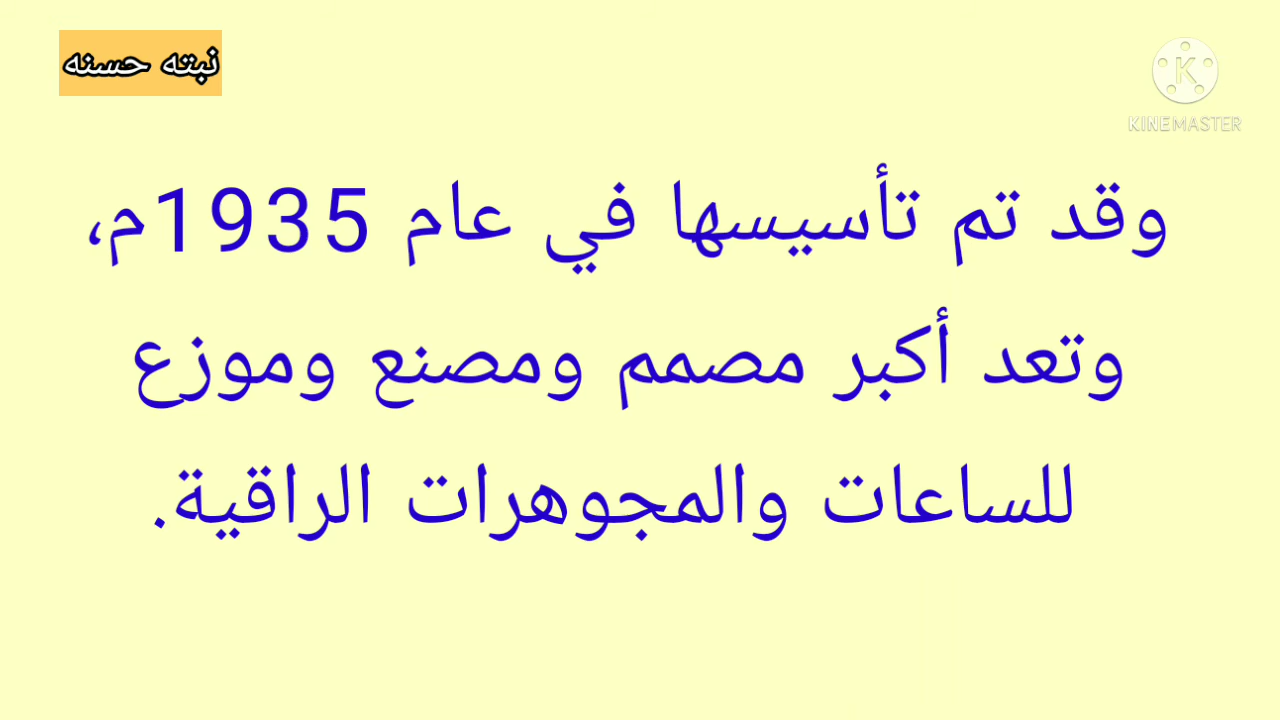 نبته حسنه
KINEMASTER
وقد تم تأسيسها في عام 1935م،
وتعد أكبر مصمم ومصنع وموزع
للساعات والمجوهرات الراقية.